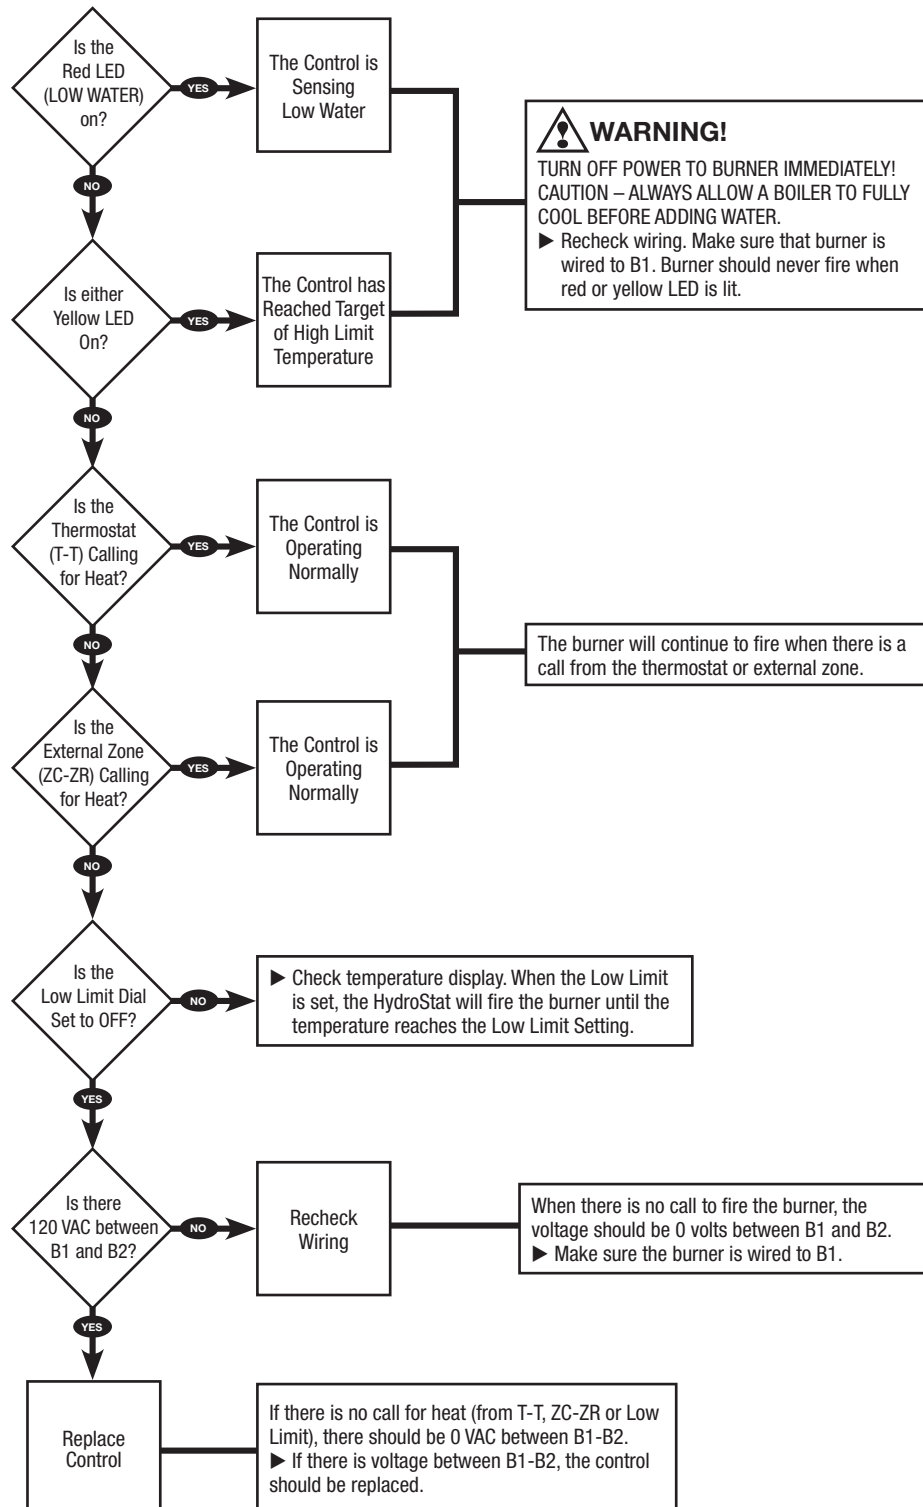 Is the
Red LED
(LOW WATER)
on?
YES
The Control is
Sensing
Low Water
WARNING!
TURN OFF POWER TO BURNER IMMEDIATELY!
CAUTION – ALWAYS ALLOW A BOILER TO FULLY
COOL BEFORE ADDING WATER.
▶ Recheck wiring. Make sure that burner is
wired to B1. Burner should never fire when
red or yellow LED is lit.
NO
Is either
Yellow LED
On?
YES
The Control has
Reached Target
of High Limit
Temperature
NO
Is the
Thermostat
(T-T) Calling
for Heat?
YES
The Control is
Operating
Normally
The burner will continue to fire when there is a
call from the thermostat or external zone.
NO
Is the
External Zone
(ZC-ZR) Calling
for Heat?
YES
The Control is
Operating
Normally
NO
Is the
Low Limit Dial
Set to OFF?
NO
▶ Check temperature display. When the Low Limit
is set, the HydroStat will fire the burner until the
temperature reaches the Low Limit Setting.
YES
Is there
120 VAC between
B1 and B2?
NO
Recheck
Wiring
When there is no call to fire the burner, the
voltage should be 0 volts between B1 and B2.
▶ Make sure the burner is wired to B1.
YES
Replace
Control
If there is no call for heat (from T-T, ZC-ZR or Low
Limit), there should be 0 VAC between B1-B2.
▶ If there is voltage between B1-B2, the control
should be replaced.